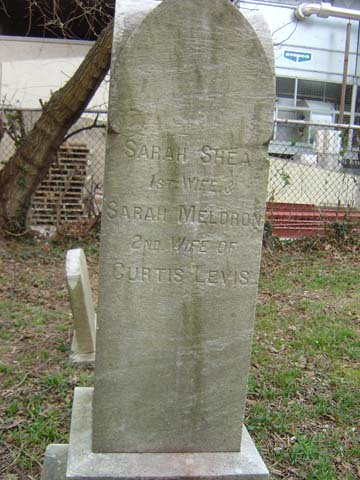 SARAH SHEA
1ST WIFE &
SARAH MELDRON
2ND WIFE OF
CURTIS LEVIS